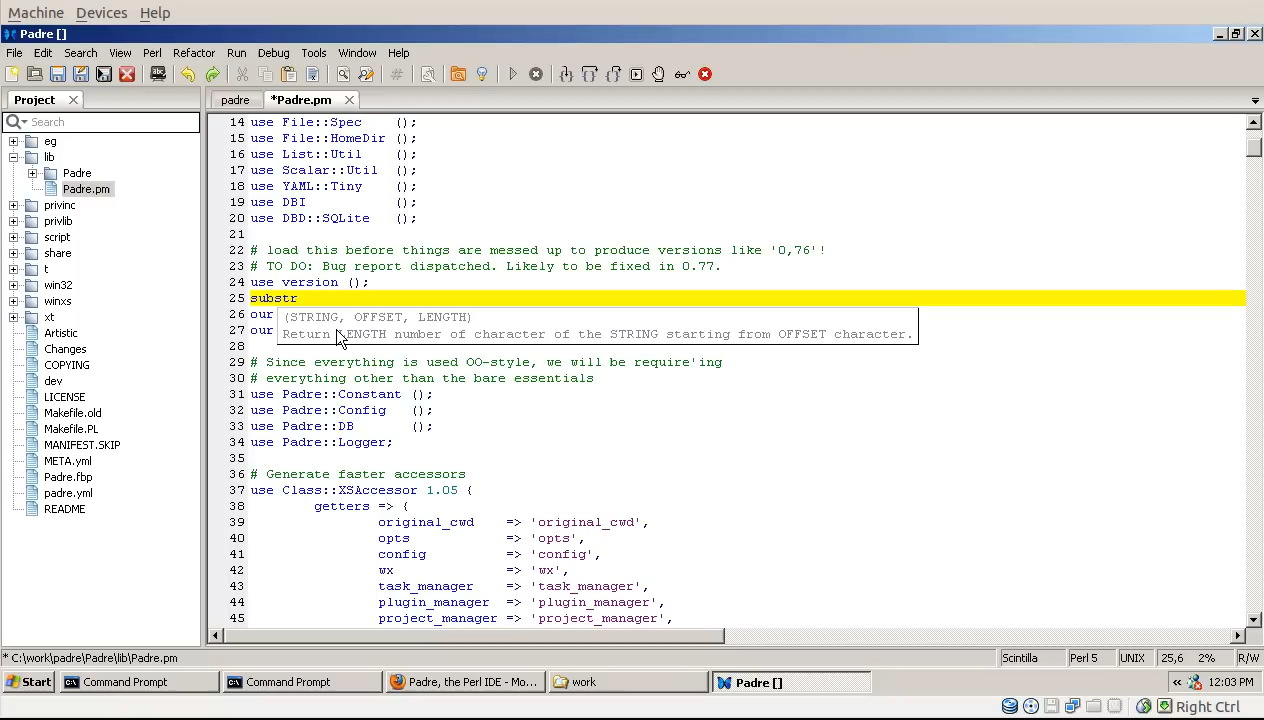 Machine Devices Help
Padre []
File Edit Search View Perl Refactor Run Debug Tools Window Help
Project
padre
*Padre.pm
Search
eg
lib
Padre
Padre.pm
privinc
privlib
script
share
t
win32
winxs
xt
Artistic
Changes
COPYING
dev
LICENSE
Makefile.old
Makefile.PL
MANIFEST.SKIP
META.yml
Padre.fbp
padre.yml
README
14 use File::Spec ();
15 use File::HomeDir ();
16 use List::Util ();
17 use Scalar::Util ();
18 use YAML::Tiny ();
19 use DBI ();
20 use DBD::SQLite ();
21
22 # load this before things are messed up to produce versions like '0,76'!
23 # TO DO: Bug report dispatched. Likely to be fixed in 0.77.
24 use version ();
25 substr
26 our
27 our
(STRING, OFFSET, LENGTH)
Return LENGTH number of character of the STRING starting from OFFSET character.
28
29 # Since everything is used OO-style, we will be require'ing
30 # everything other than the bare essentials
31 use Padre::Constant ();
32 use Padre::Config ();
33 use Padre::DB ();
34 use Padre::Logger;
35
36 # Generate faster accessors
37 use Class::XSAccessor 1.05 {
38 getters => {
39 original_cwd => 'original_cwd',
40 opts => 'opts',
41 config => 'config',
42 wx => 'wx',
43 task_manager => 'task_manager',
44 plugin_manager => 'plugin_manager',
45 project_manager => 'project_manager',
* C:\work\padre\Padre\lib\Padre.pm
Scintilla
Perl 5
UNIX
25,6 2%
R/W
Start
Command Prompt
Command Prompt
Padre, the Perl IDE - Mo...
work
Padre []
«
12:03 PM
Right Ctrl